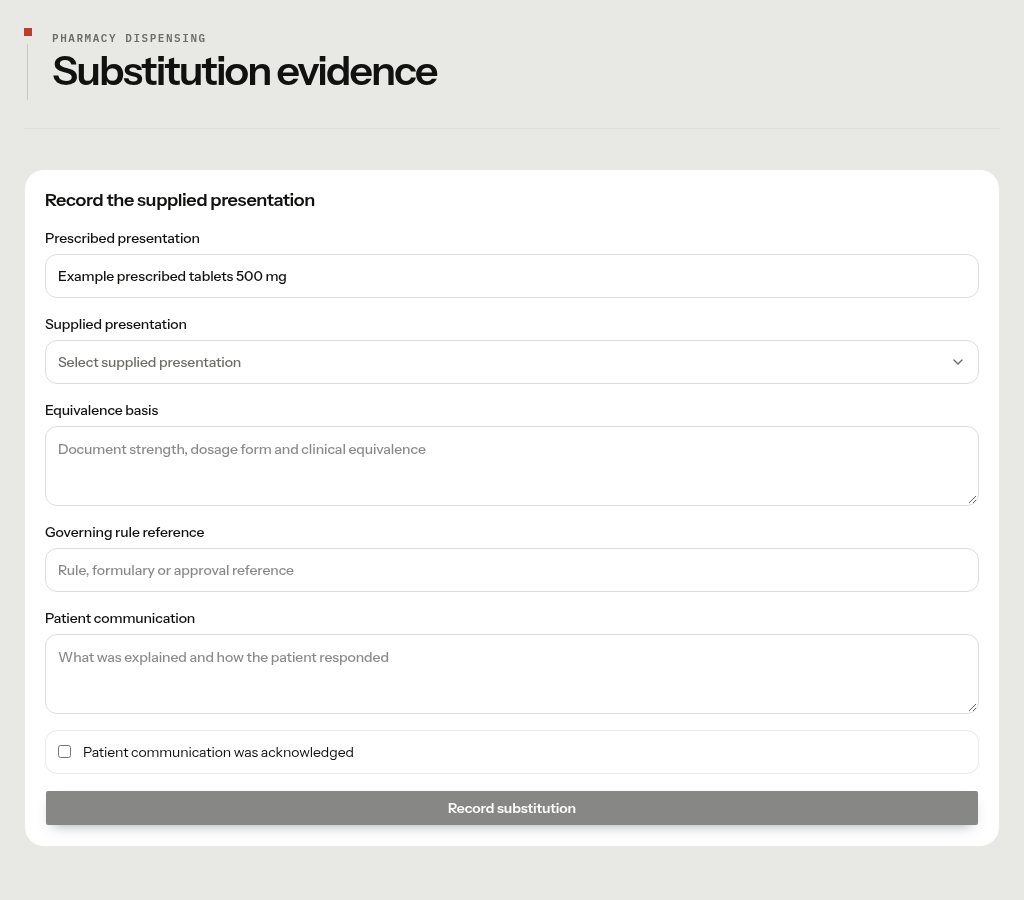 PHARMACY DISPENSING
Substitution evidence
Record the supplied presentation
Prescribed presentation
Example prescribed tablets 500 mg
Supplied presentation
Select supplied presentation
Equivalence basis
Document strength, dosage form and clinical equivalence
Governing rule reference
Rule, formulary or approval reference
Patient communication
What was explained and how the patient responded
Patient communication was acknowledged
Record substitution